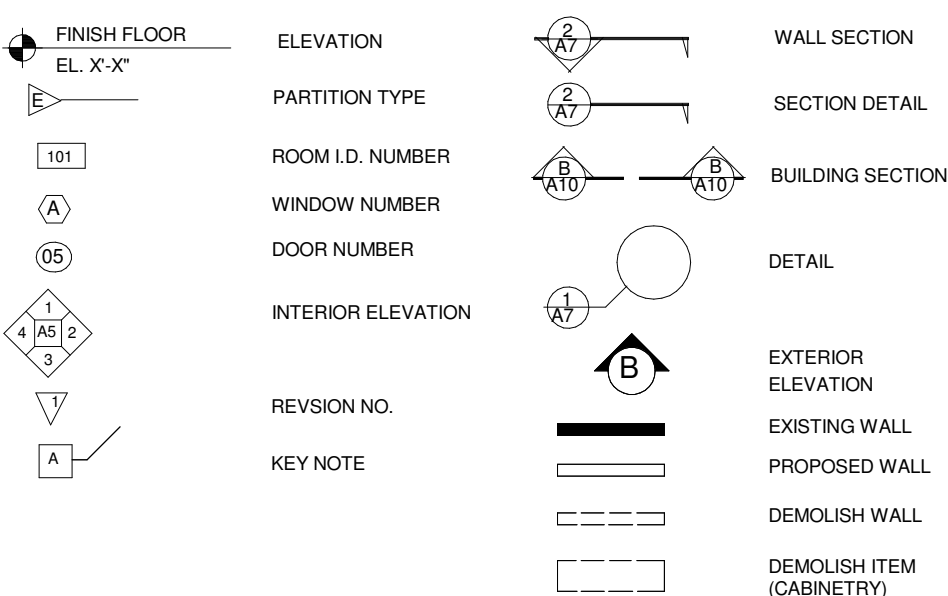 FINISH FLOOR
EL. X'-X"
ELEVATION
E
PARTITION TYPE
101
ROOM I.D. NUMBER
A
WINDOW NUMBER
05
DOOR NUMBER
1
4 A5 2
3
INTERIOR ELEVATION
1
REVSION NO.
A
KEY NOTE
2
A7
WALL SECTION
2
A7
SECTION DETAIL
B B
A10 A10
BUILDING SECTION
DETAIL
1
A7
B
EXTERIOR
ELEVATION
EXISTING WALL
PROPOSED WALL
DEMOLISH WALL
DEMOLISH ITEM
(CABINETRY)